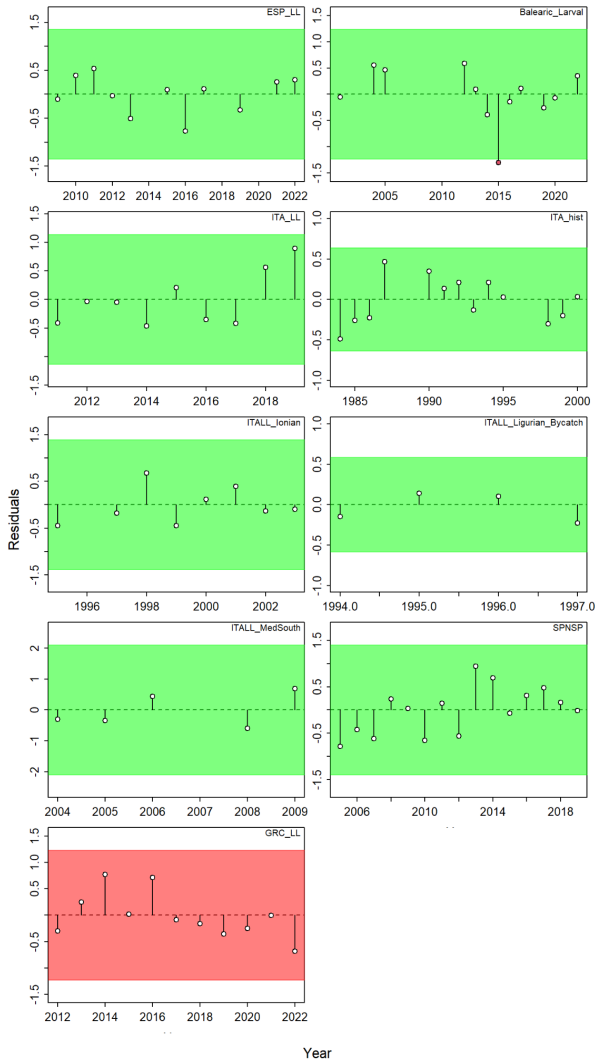 ESP_LL
Balearic_Larval
-1.5 -0.5 0.5 1.5
2010 2012 2014 2016 2018 2020 2022
-1.5 -0.5 0.5 1.5
2005 2010 2015 2020
ITA_LL
ITA_hist
-1.5 -0.5 0.5 1.5
2012 2014 2016 2018
-1.0 -0.5 0.0 0.5 1.0
1985 1990 1995 2000
ITALL_Ionian
ITALL_Ligurian_Bycatch
-1.5 -0.5 0.5 1.5
1996 1998 2000 2002
-1.0 -0.5 0.0 0.5 1.0
1994.0 1995.0 1996.0 1997.0
Residuals
ITALL_MedSouth
SPNSP
-2 -1 0 1 2
2004 2005 2006 2007 2008 2009
-1.5 -0.5 0.5 1.5
2006 2010 2014 2018
GRC_LL
-1.5 -0.5 0.5 1.0 1.5
2012 2014 2016 2018 2020 2022
Year